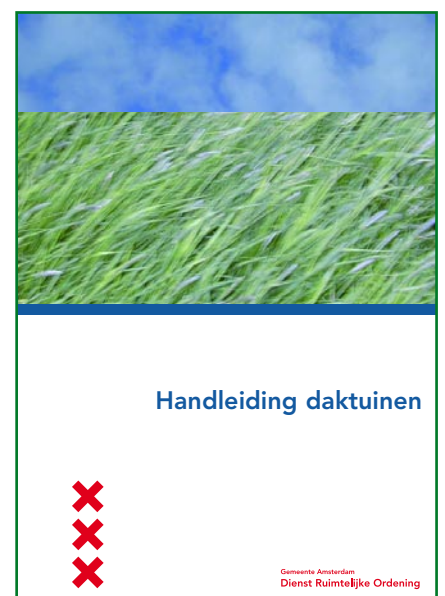 Handleiding daktuinen
Gemeente Amsterdam
Dienst Ruimtelijke Ordening